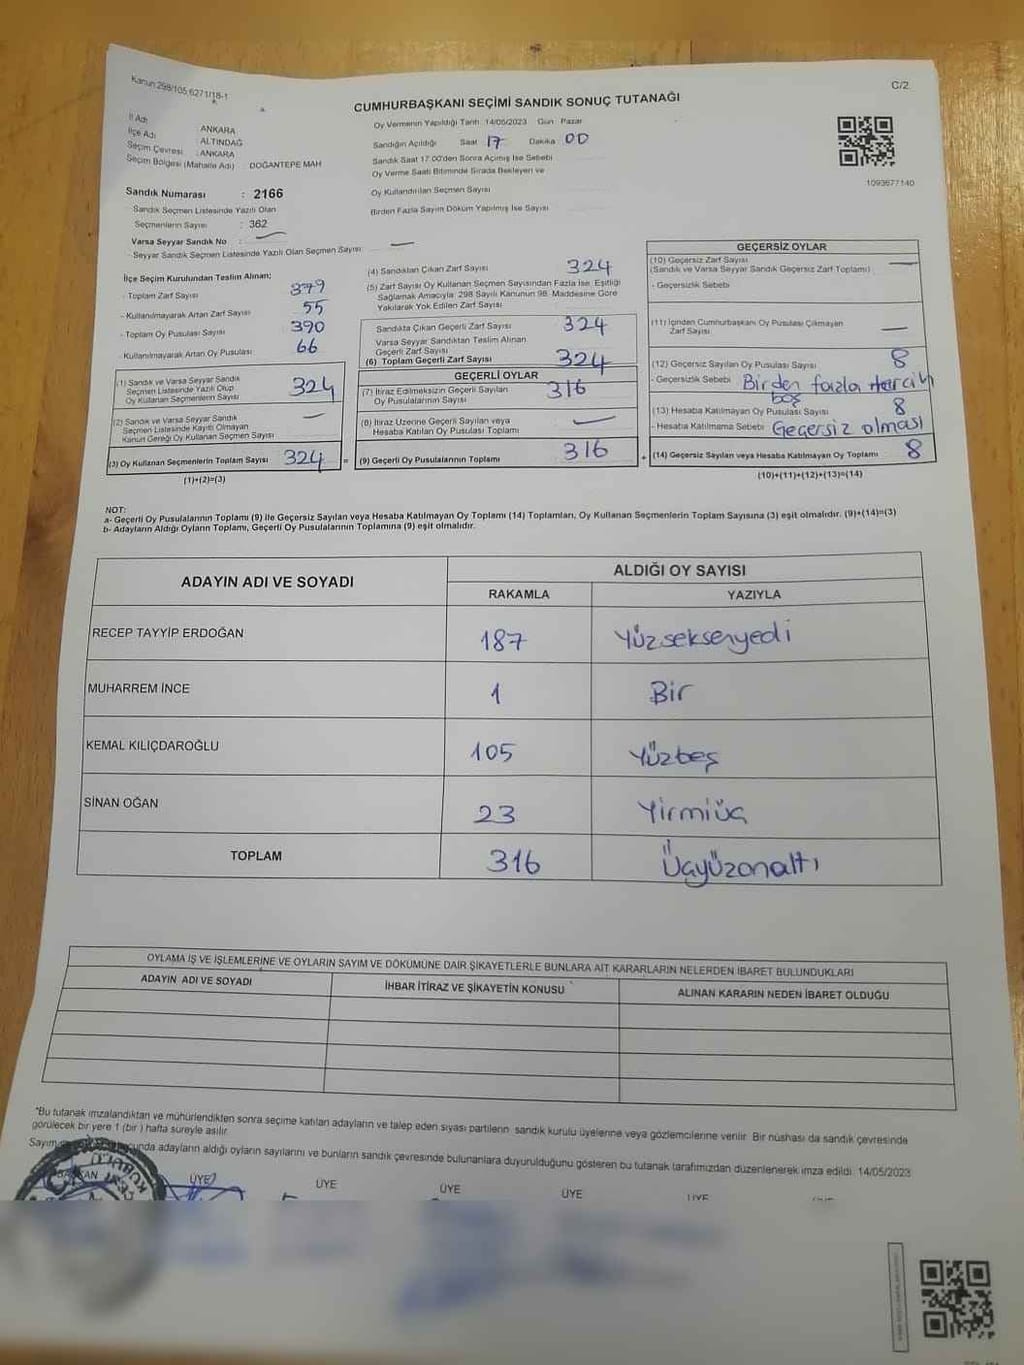 Kanun:298/105,6271/18-1
C/2
CUMHURBAŞKANI SEÇİMİ SANDIK SONUÇ TUTANAĞI
İl Adı ANKARA
İlçe Adı : ALTINDAĞ
Seçim Çevresi : ANKARA
Seçim Bölgesi (Mahalle Adı) : DOĞANTEPE MAH
Sandık Numarası : 2166
Sandık Seçmen Listesinde Yazılı Olan
Seçmenlerin Sayısı : 362
Varsa Seyyar Sandık No : —
- Seyyar Sandık Seçmen Listesinde Yazılı Olan Seçmen Sayısı —
Oy Vermenin Yapıldığı Tarih 14/05/2023 Gün Pazar
Sandığın Açıldığı Saat 17 Dakika 00
Sandık Saat 17.00'den Sonra Açılmış İse Sebebi
Oy Verme Saati Bitiminde Sırada Bekleyen ve
Oy Kullandırılan Seçmen Sayısı
Birden Fazla Sayım Döküm Yapılmış İse Sayısı
1093677140
İlçe Seçim Kurulundan Teslim Alınan;
- Toplam Zarf Sayısı 379
- Kullanılmayarak Artan Zarf Sayısı 55
- Toplam Oy Pusulası Sayısı 390
- Kullanılmayarak Artan Oy Pusulası 66
(1) Sandık ve Varsa Seyyar Sandık
Seçmen Listesinde Yazılı Olup
Oy Kullanan Seçmenlerin Sayısı 324
(2) Sandık ve Varsa Seyyar Sandık
Seçmen Listesinde Kaydı Olmayan
Kanun Gereği Oy Kullanan Seçmen Sayısı —
(3) Oy Kullanan Seçmenlerin Toplam Sayısı 324 =
(1)+(2)=(3)
(4) Sandıktan Çıkan Zarf Sayısı 324
(5) Zarf Sayısı Oy Kullanan Seçmen Sayısından Fazla İse, Eşitliği
Sağlamak Amacıyla 298 Sayılı Kanunun 98. Maddesine Göre
Yakılarak Yok Edilen Zarf Sayısı
Sandıkta Çıkan Geçerli Zarf Sayısı 324
Varsa Seyyar Sandıktan Teslim Alınan
Geçerli Zarf Sayısı
(6) Toplam Geçerli Zarf Sayısı 324
GEÇERLİ OYLAR
(7) İtiraz Edilmeksizin Geçerli Sayılan
Oy Pusulalarının Sayısı 316
(8) İtiraz Üzerine Geçerli Sayılan veya
Hesaba Katılan Oy Pusulası Toplamı —
(9) Geçerli Oy Pusulalarının Toplamı 316 +
GEÇERSİZ OYLAR
(10) Geçersiz Zarf Sayısı —
(Sandık ve Varsa Seyyar Sandık Geçersiz Zarf Toplamı)
- Geçersizlik Sebebi
(11) İçinden Cumhurbaşkanı Oy Pusulası Çıkmayan
Zarf Sayısı —
(12) Geçersiz Sayılan Oy Pusulası Sayısı 8
- Geçersizlik Sebebi Birden fazla tercih
boş
(13) Hesaba Katılmayan Oy Pusulası Sayısı 8
- Hesaba Katılmama Sebebi Geçersiz olması
(14) Geçersiz Sayılan veya Hesaba Katılmayan Oy Toplamı 8
(10)+(11)+(12)+(13)=(14)
NOT:
a- Geçerli Oy Pusulalarının Toplamı (9) ile Geçersiz Sayılan veya Hesaba Katılmayan Oy Toplamı (14) Toplamları, Oy Kullanan Seçmenlerin Toplam Sayısına (3) eşit olmalıdır. (9)+(14)=(3)
b- Adayların Aldığı Oyların Toplamı, Geçerli Oy Pusulalarının Toplamına (9) eşit olmalıdır.
ADAYIN ADI VE SOYADI
ALDIĞI OY SAYISI
RAKAMLA YAZIYLA
RECEP TAYYİP ERDOĞAN 187 Yüzseksenyedi
MUHARREM İNCE 1 Bir
KEMAL KILIÇDAROĞLU 105 Yüzbeş
SİNAN OĞAN 23 Yirmiüç
TOPLAM 316 Üçyüzonaltı
OYLAMA İŞ VE İŞLEMLERİNE VE OYLARIN SAYIM VE DÖKÜMÜNE DAİR ŞİKAYETLERLE BUNLARA AİT KARARLARIN NELERDEN İBARET BULUNDUKLARI
ADAYIN ADI VE SOYADI İHBAR İTİRAZ VE ŞİKAYETİN KONUSU ALINAN KARARIN NEDEN İBARET OLDUĞU
*Bu tutanak imzalandıktan ve mühürlendikten sonra seçime katılan adayların ve talep eden siyasi partilerin sandık kurulu üyelerine veya gözlemcilerine verilir. Bir nüshası da sandık çevresinde
görülecek bir yere 1 (bir) hafta süreyle asılır.
Sayım adayların aldığı oyların sayılarını ve bunların sandık çevresinde bulunanlara duyurulduğunu gösteren bu tutanak tarafımızdan düzenlenerek imza edildi. 14/05/2023
BAŞKAN ÜYE ÜYE ÜYE ÜYE ÜYE